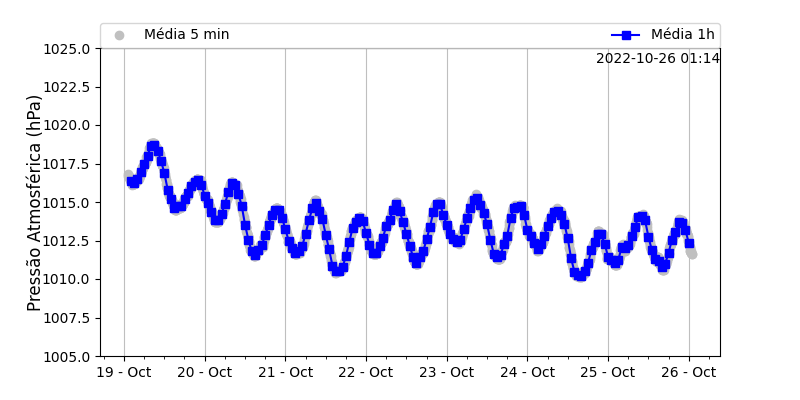 Média 5 min
Média 1h
2022-10-26 01:14
Pressão Atmosférica (hPa)
1025.0
1022.5
1020.0
1017.5
1015.0
1012.5
1010.0
1007.5
1005.0
19 - Oct
20 - Oct
21 - Oct
22 - Oct
23 - Oct
24 - Oct
25 - Oct
26 - Oct